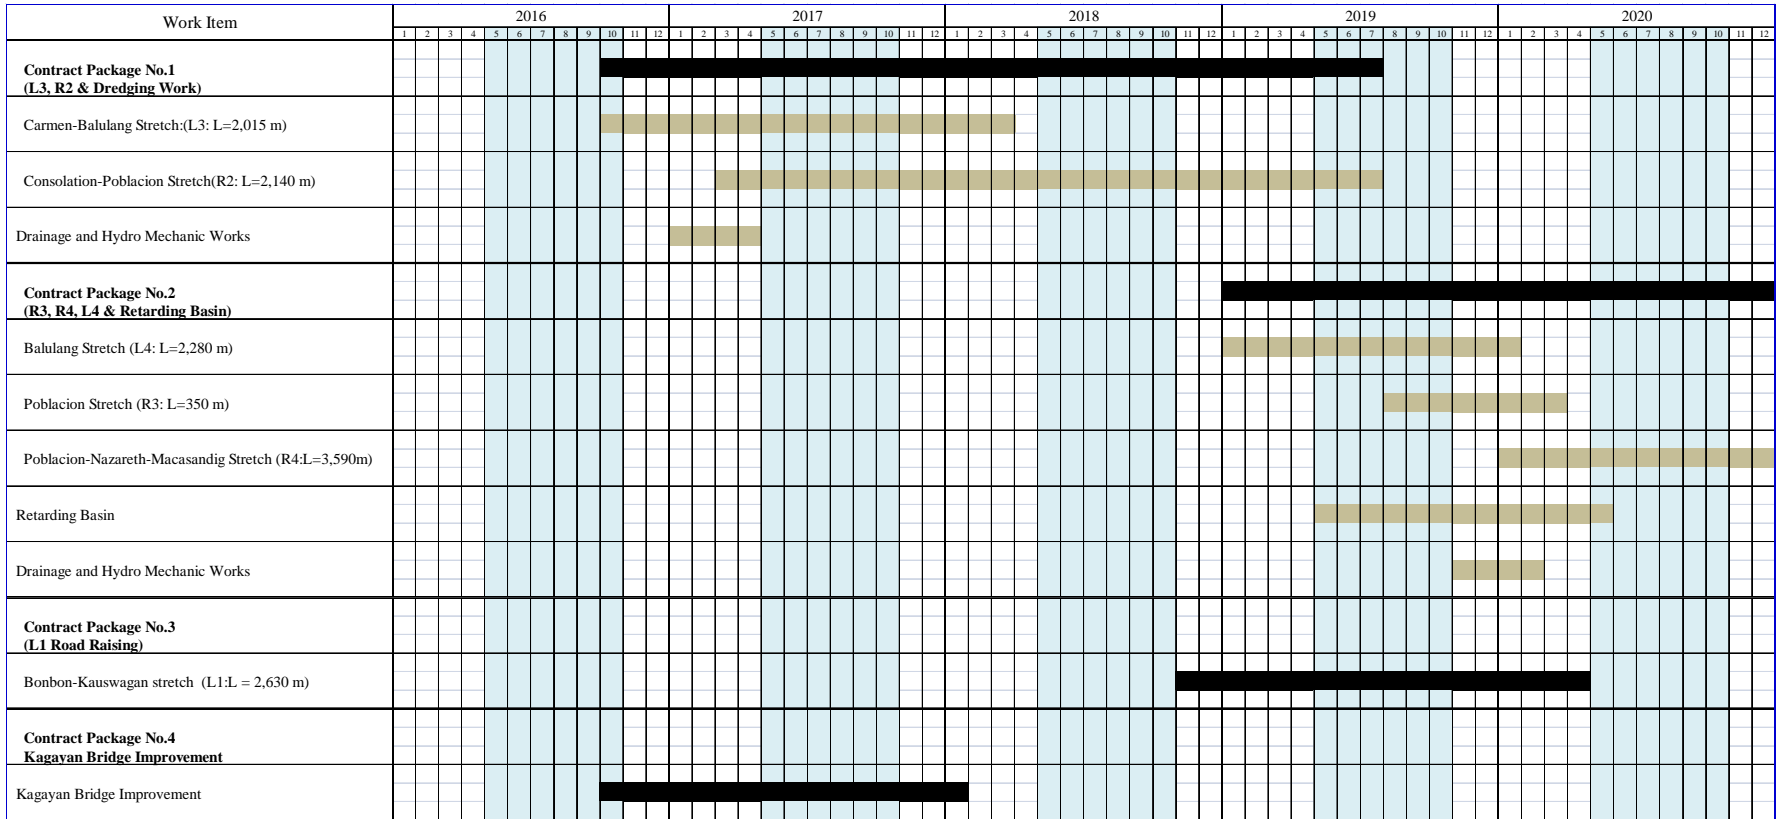 Work Item
2016 2017 2018 2019 2020
1 2 3 4 5 6 7 8 9 10 11 12 1 2 3 4 5 6 7 8 9 10 11 12 1 2 3 4 5 6 7 8 9 10 11 12 1 2 3 4 5 6 7 8 9 10 11 12 1 2 3 4 5 6 7 8 9 10 11 12
Contract Package No.1
(L3, R2 & Dredging Work)
Carmen-Balulang Stretch:(L3: L=2,015 m)
Consolation-Poblacion Stretch(R2: L=2,140 m)
Drainage and Hydro Mechanic Works
Contract Package No.2
(R3, R4, L4 & Retarding Basin)
Balulang Stretch (L4: L=2,280 m)
Poblacion Stretch (R3: L=350 m)
Poblacion-Nazareth-Macasandig Stretch (R4:L=3,590m)
Retarding Basin
Drainage and Hydro Mechanic Works
Contract Package No.3
(L1 Road Raising)
Bonbon-Kauswagan stretch (L1:L = 2,630 m)
Contract Package No.4
Kagayan Bridge Improvement
Kagayan Bridge Improvement